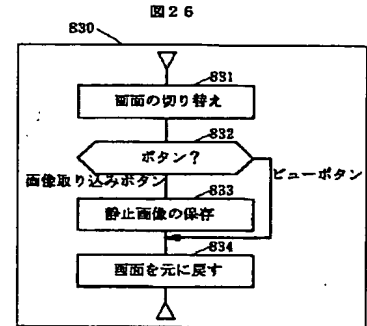 図26
830
831
画面の切り替え
832
ボタン?
画像取り込みボタン
ビューボタン
833
静止画像の保存
834
画面を元に戻す